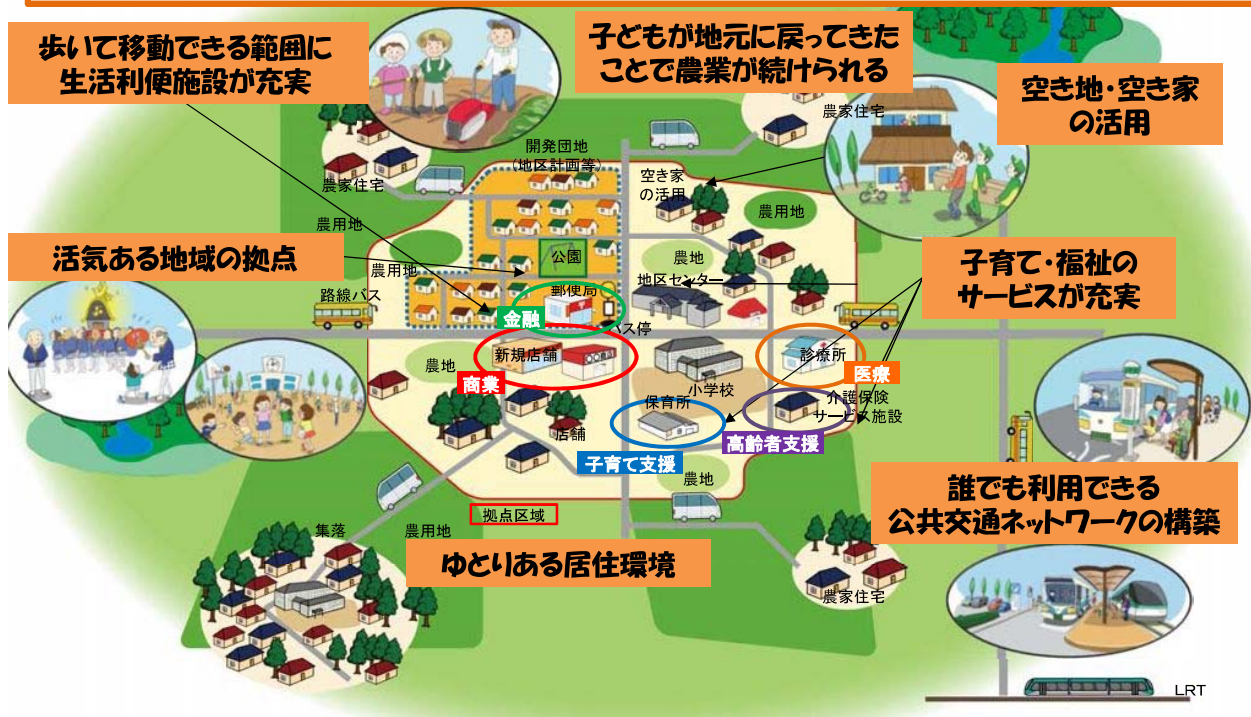 歩いて移動できる範囲に
生活利便施設が充実
子どもが地元に戻ってきた
ことで農業が続けられる
空き地・空き家
の活用
農家住宅
開発団地
(地区計画等)
農家住宅
空き家
の活用
農用地
農用地
活気ある地域の拠点
農用地
公園
農地
地区センター
子育て・福祉の
サービスが充実
路線バス
郵便局
金融
バス停
農地
新規店舗
商業
小学校
診療所
医療
保育所
介護保険
サービス施設
店舗
高齢者支援
子育て支援
農地
拠点区域
誰でも利用できる
公共交通ネットワークの構築
集落
農用地
ゆとりある居住環境
農家住宅
LRT